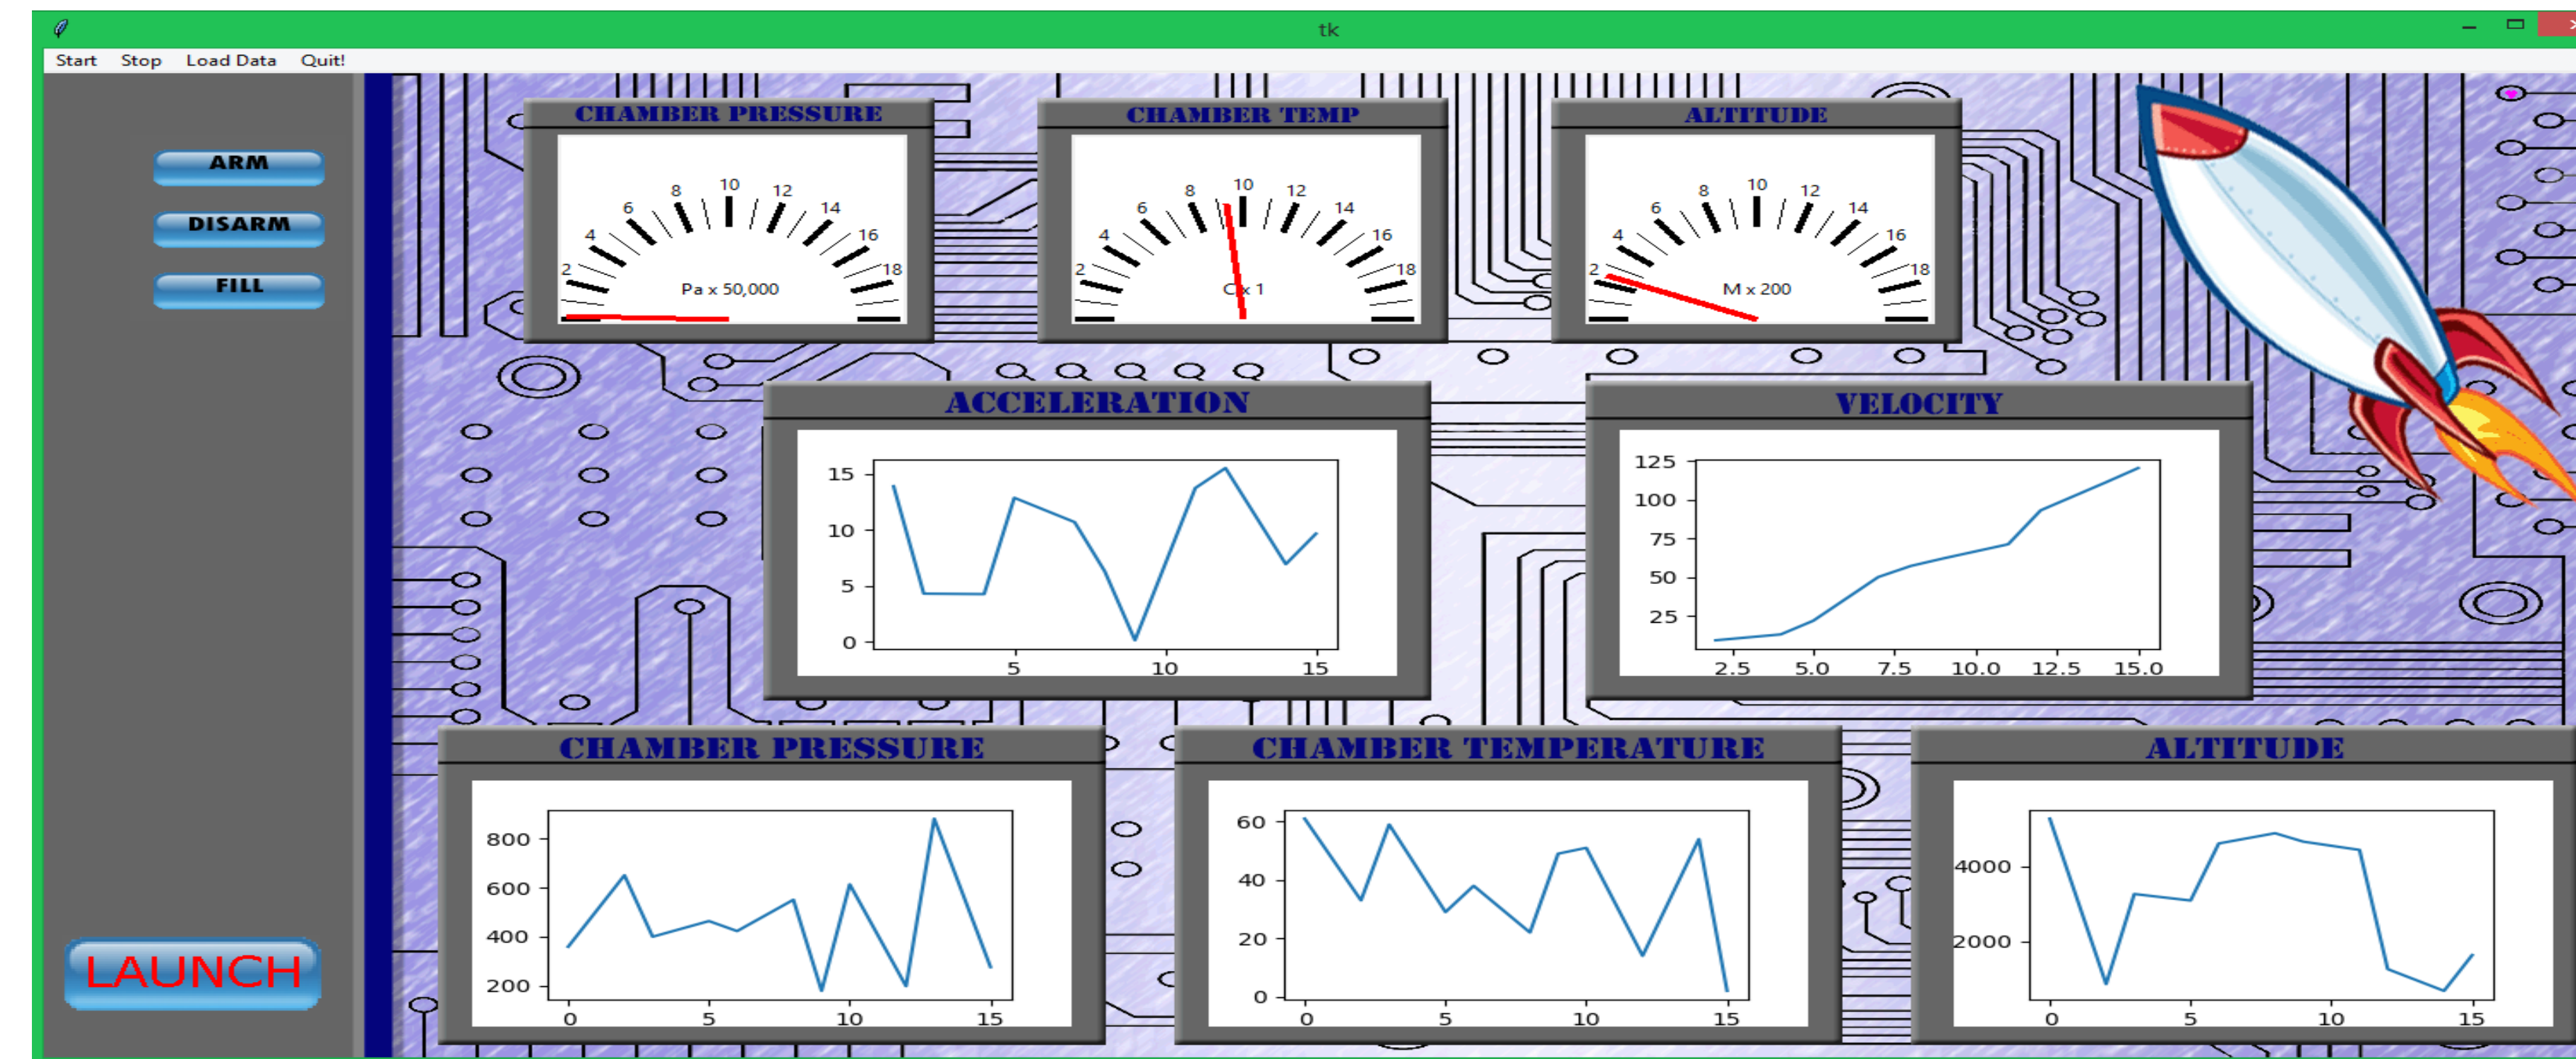 tk
Start Stop Load Data Quit!
ARM
DISARM
FILL
LAUNCH
CHAMBER PRESSURE
2 4 6 8 10 12 14 16 18
Pa x 50,000
CHAMBER TEMP
2 4 6 8 10 12 14 16 18
C x 1
ALTITUDE
2 4 6 8 10 12 14 16 18
M x 200
ACCELERATION
15
10
5
0
5 10 15
VELOCITY
125
100
75
50
25
2.5 5.0 7.5 10.0 12.5 15.0
CHAMBER PRESSURE
800
600
400
200
0 5 10 15
CHAMBER TEMPERATURE
60
40
20
0
0 5 10 15
ALTITUDE
4000
2000
0 5 10 15